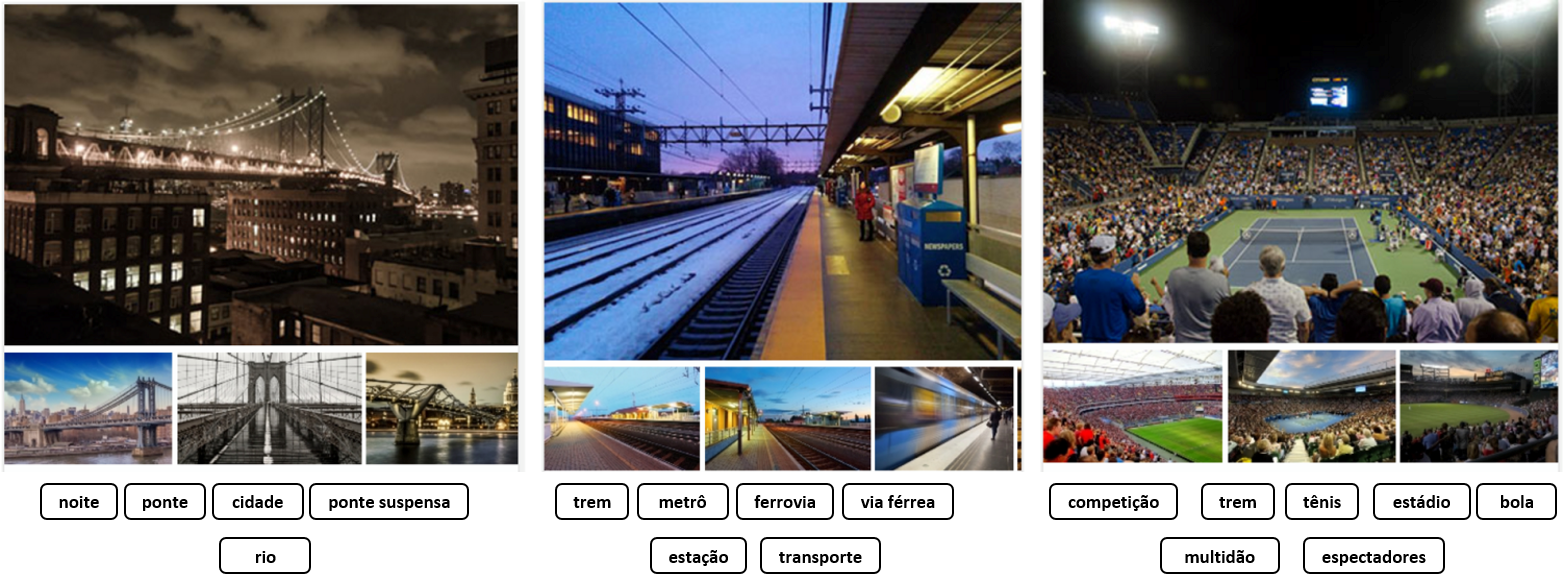 NEWSPAPERS
CITIZEN
noite ponte cidade ponte suspensa
rio
trem metrô ferrovia via férrea
estação transporte
competição trem tênis estádio bola
multidão espectadores